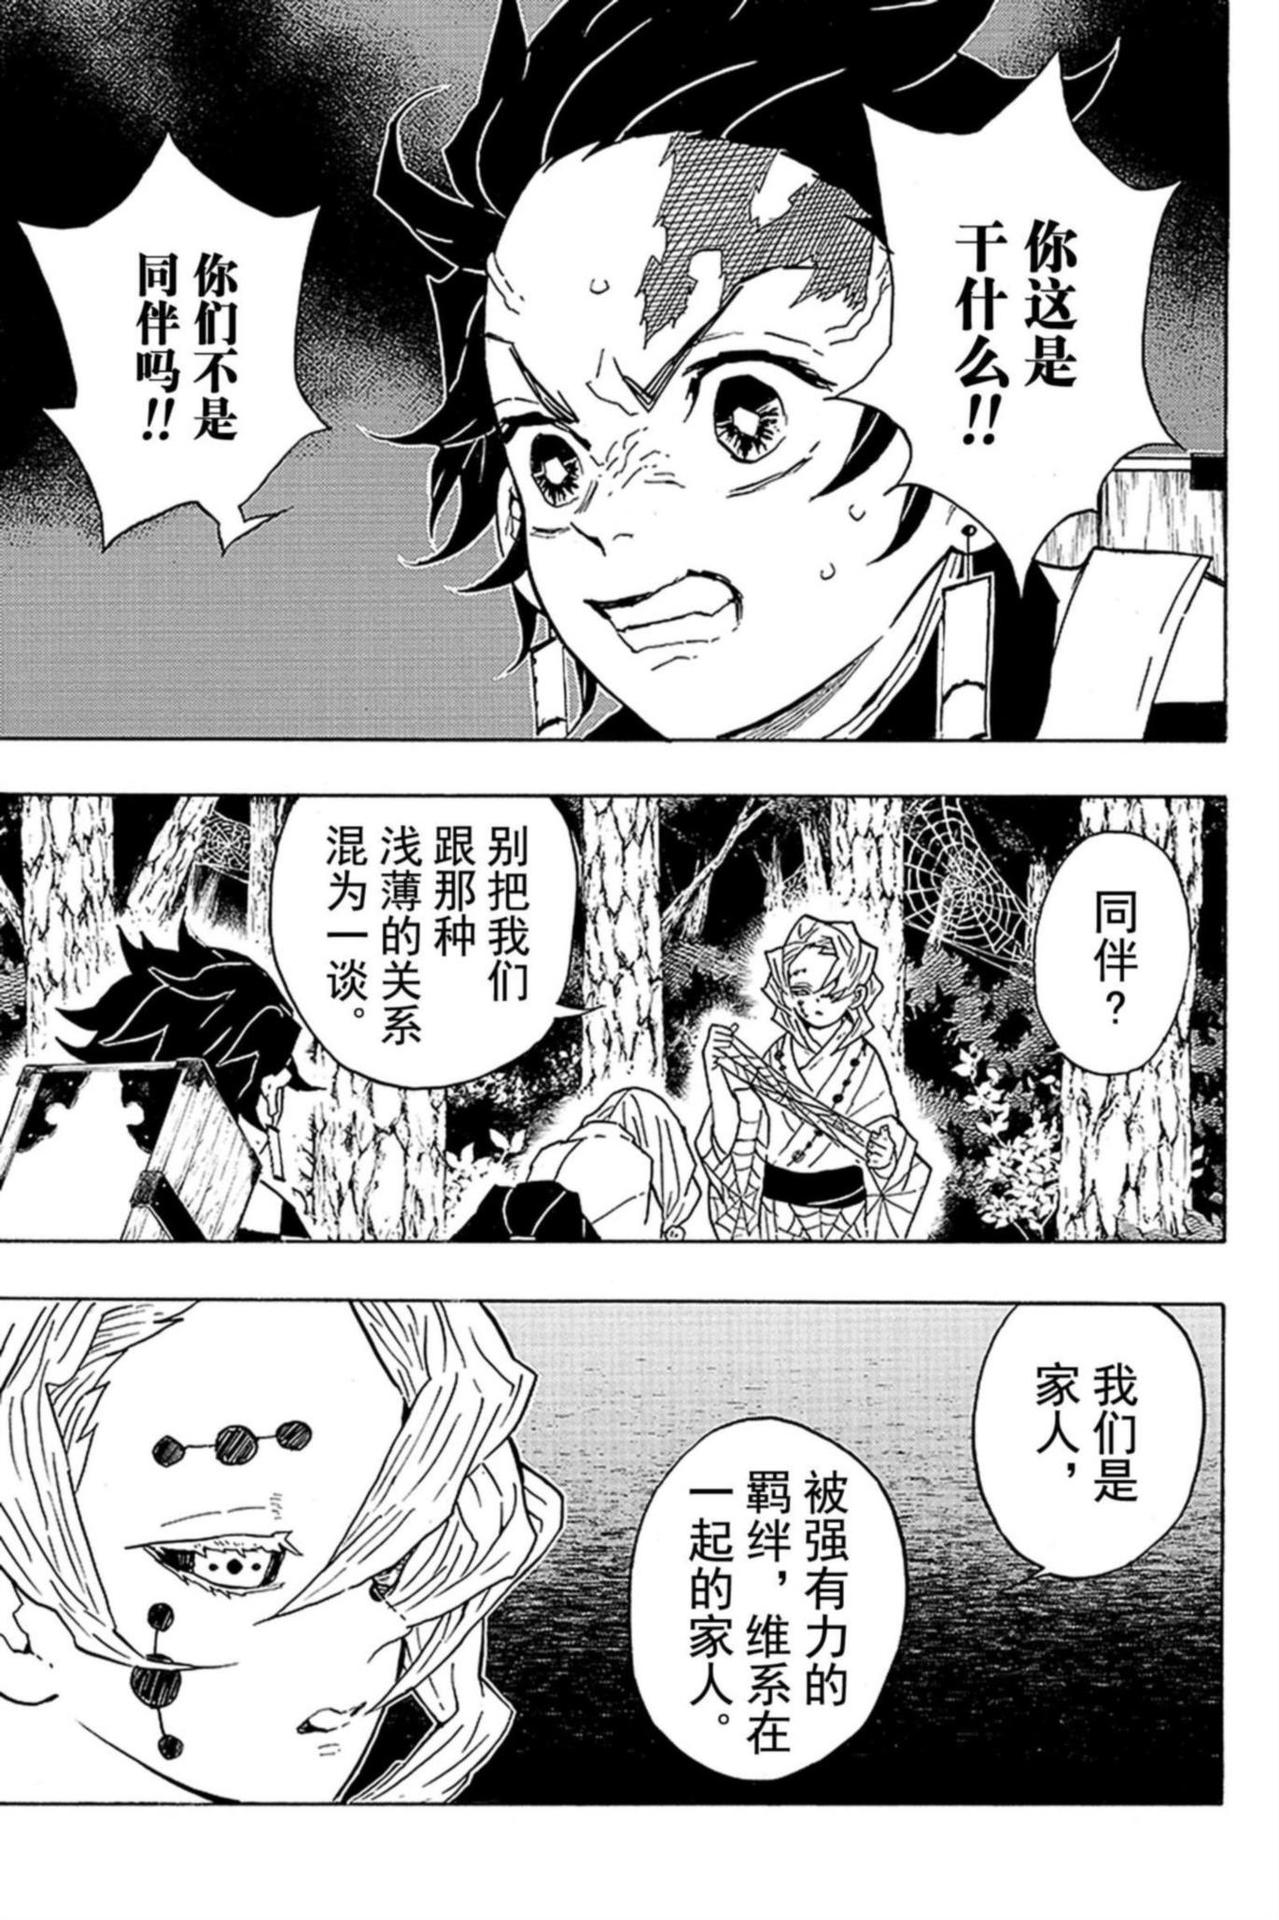 你这是
干什么!!
你们不是
同伴吗!!
同伴?
别把我们
跟那种
浅薄的关系
混为一谈。
我们是
家人，
被强有力的
羁绊，维系在
一起的家人。